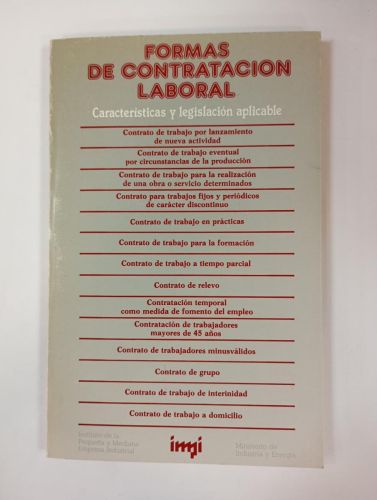 FORMAS
DE CONTRATACION
LABORAL
Características y legislación aplicable
Contrato de trabajo por lanzamiento
de nueva actividad
Contrato de trabajo eventual
por circunstancias de la producción
Contrato de trabajo para la realización
de una obra o servicio determinados
Contrato para trabajos fijos y periódicos
de carácter discontinuo
Contrato de trabajo en prácticas
Contrato de trabajo para la formación
Contrato de trabajo a tiempo parcial
Contrato de relevo
Contratación temporal
como medida de fomento del empleo
Contratación de trabajadores
mayores de 45 años
Contrato de trabajadores minusválidos
Contrato de grupo
Contrato de trabajo de interinidad
Contrato de trabajo a domicilio
Instituto de la
Pequeña y Mediana
Empresa Industrial
impi
Ministerio de
Industria y Energía